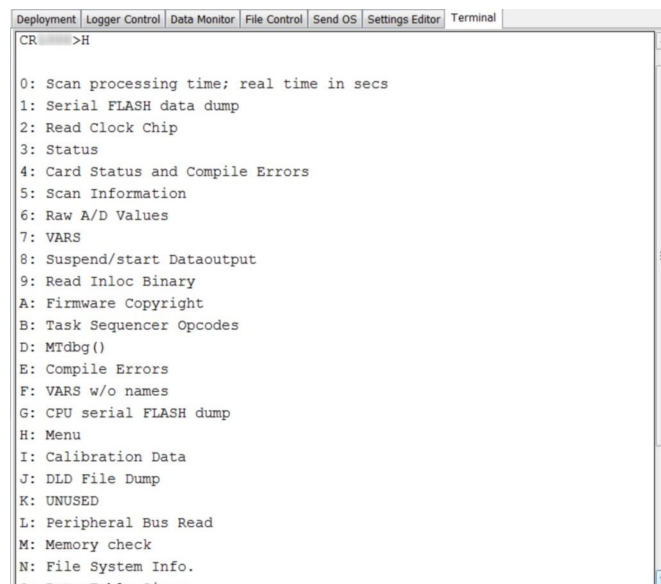 Deployment Logger Control Data Monitor File Control Send OS Settings Editor Terminal
CR >H
0: Scan processing time; real time in secs
1: Serial FLASH data dump
2: Read Clock Chip
3: Status
4: Card Status and Compile Errors
5: Scan Information
6: Raw A/D Values
7: VARS
8: Suspend/start Dataoutput
9: Read Inloc Binary
A: Firmware Copyright
B: Task Sequencer Opcodes
D: MTdbg()
E: Compile Errors
F: VARS w/o names
G: CPU serial FLASH dump
H: Menu
I: Calibration Data
J: DLD File Dump
K: UNUSED
L: Peripheral Bus Read
M: Memory check
N: File System Info.